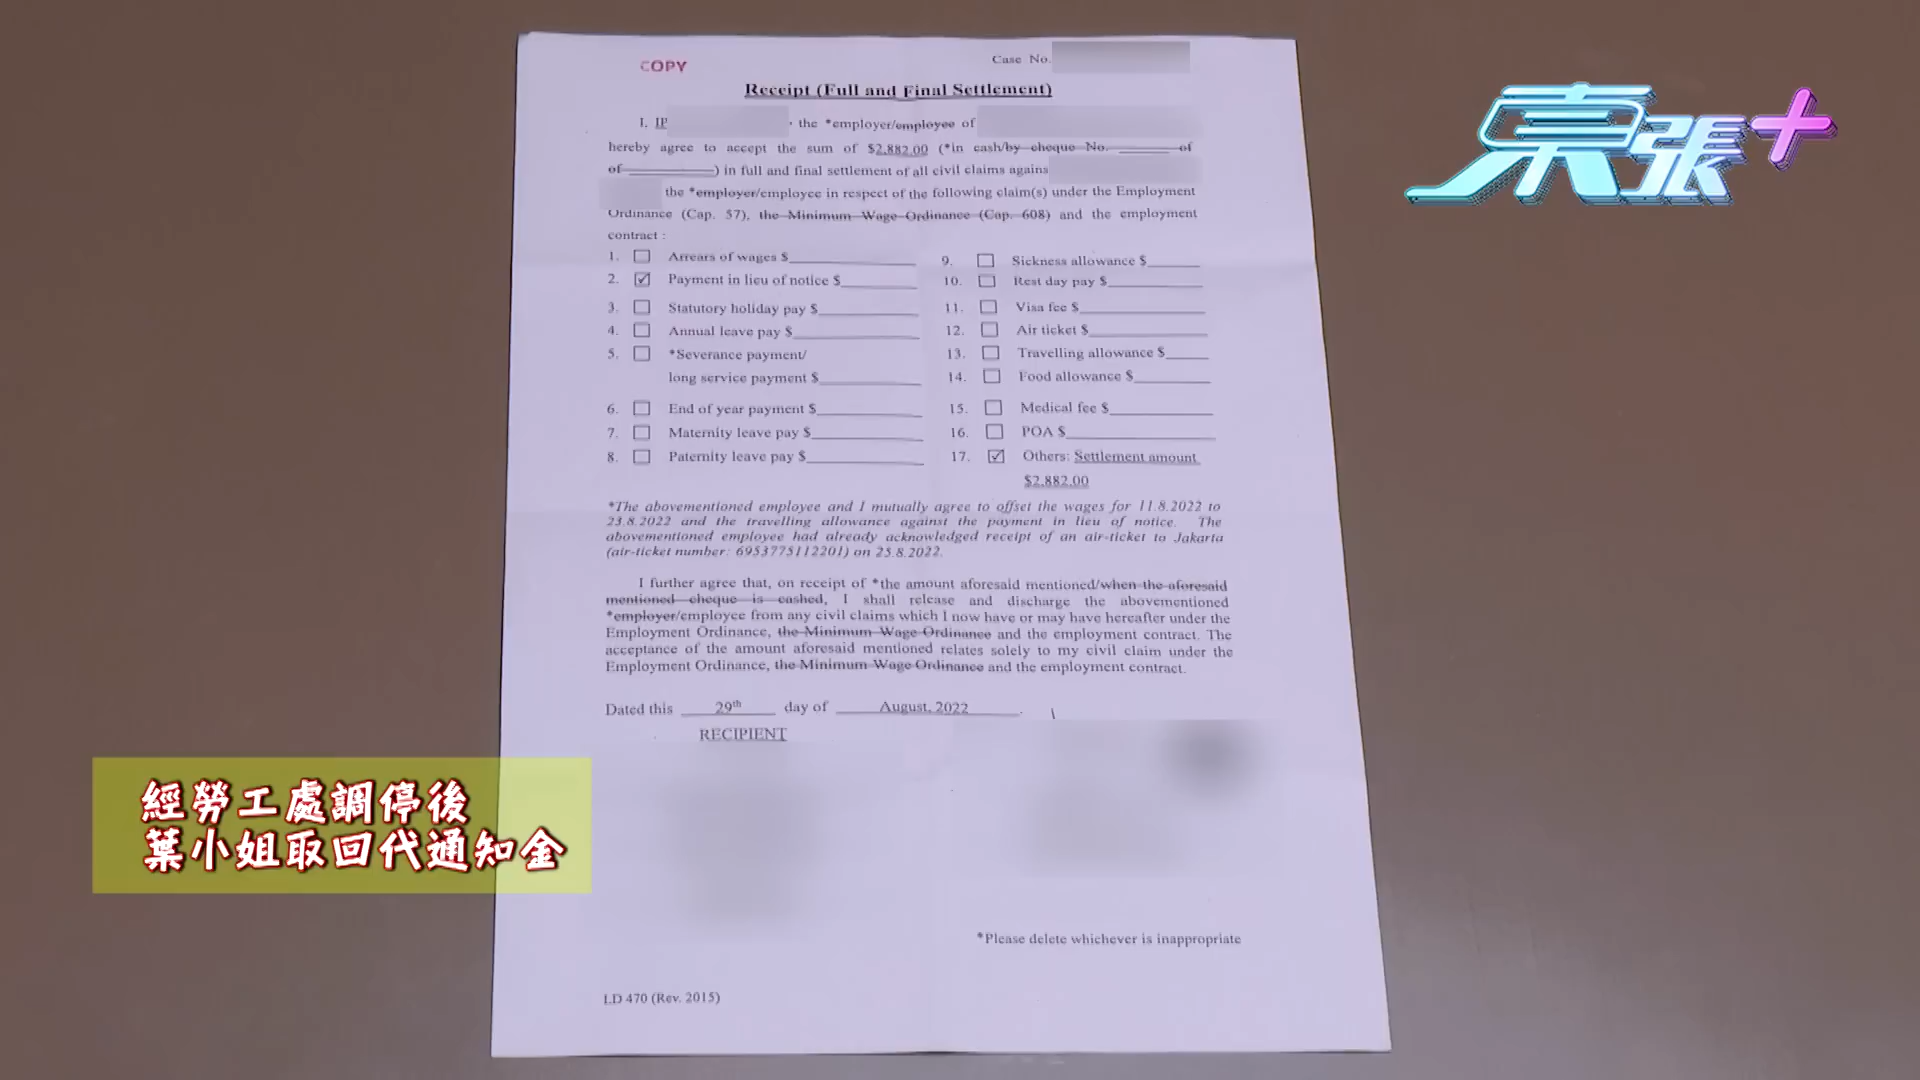 COPY
Case No.
Receipt (Full and Final Settlement)
I, IP , the *employer/employee of
hereby agree to accept the sum of $2,882.00 (*in cash/by cheque No. ________ of
of __________) in full and final settlement of all civil claims agains
the *employer/employee in respect of the following claim(s) under the Employment
Ordinance (Cap. 57), the Minimum Wage Ordinance (Cap. 608) and the employment
contract :
1. ☐ Arrears of wages $
2. ☑ Payment in lieu of notice $
3. ☐ Statutory holiday pay $
4. ☐ Annual leave pay $
5. ☐ *Severance payment/
long service payment $
6. ☐ End of year payment $
7. ☐ Maternity leave pay $
8. ☐ Paternity leave pay $
9. ☐ Sickness allowance $
10. ☐ Rest day pay $
11. ☐ Visa fee $
12. ☐ Air ticket $
13. ☐ Travelling allowance $
14. ☐ Food allowance $
15. ☐ Medical fee $
16. ☐ POA $
17. ☑ Others: Settlement amount
$2,882.00
*The abovementioned employee and I mutually agree to offset the wages for 11.8.2022 to
23.8.2022 and the travelling allowance against the payment in lieu of notice. The
abovementioned employee had already acknowledged receipt of an air-ticket to Jakarta
(air-ticket number: 6953775112201) on 25.8.2022.
I further agree that, on receipt of *the amount aforesaid mentioned/when the aforesaid
mentioned cheque is cashed, I shall release and discharge the abovementioned
*employer/employee from any civil claims which I now have or may have hereafter under the
Employment Ordinance, the Minimum Wage Ordinance and the employment contract. The
acceptance of the amount aforesaid mentioned relates solely to my civil claim under the
Employment Ordinance, the Minimum Wage Ordinance and the employment contract.
Dated this 29th day of August, 2022 .
RECIPIENT
*Please delete whichever is inappropriate
LD 470 (Rev. 2015)
東張+
經勞工處調停後
葉小姐取回代通知金